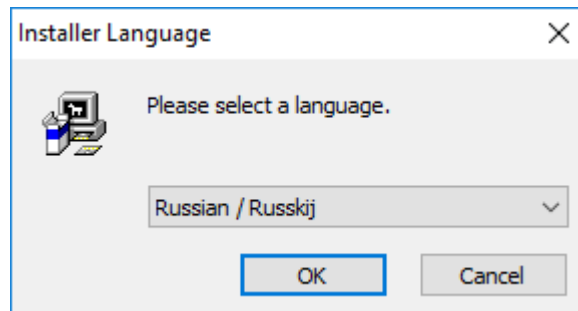 Installer Language
Please select a language.
Russian / Russkij
OK
Cancel